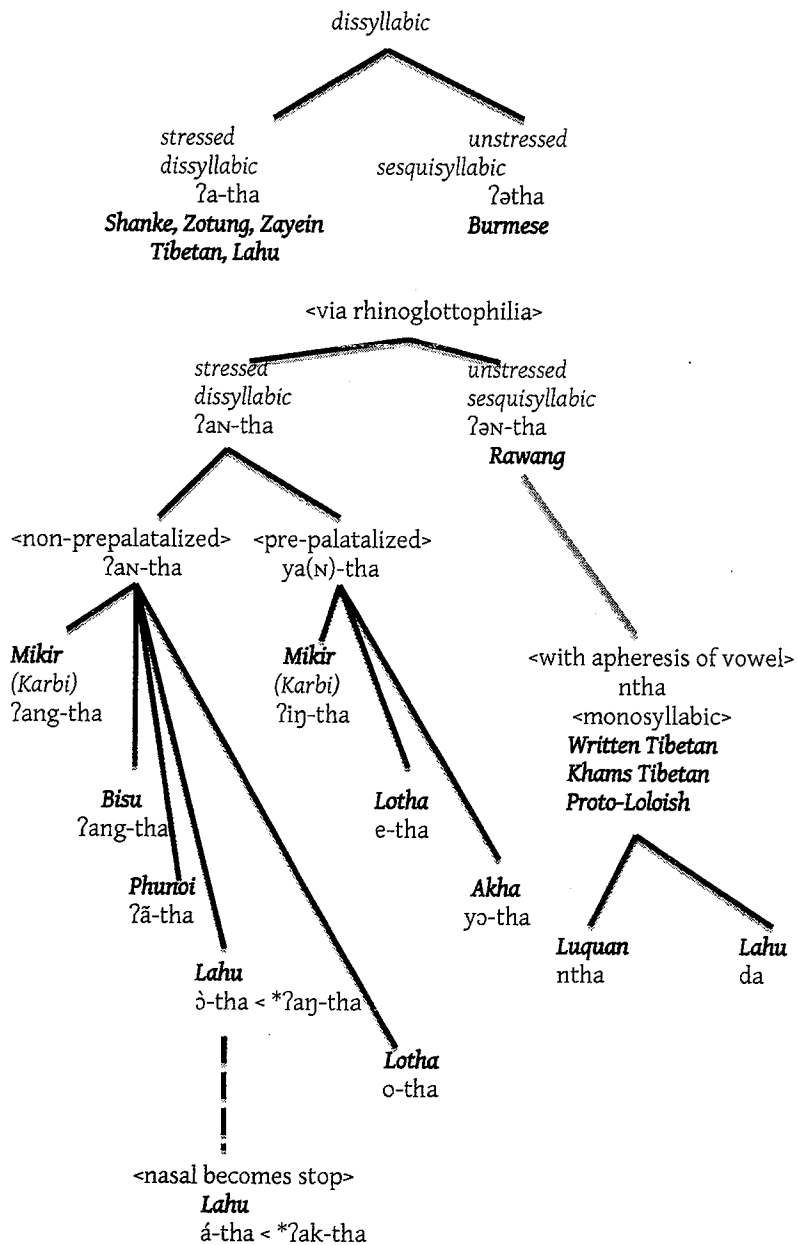 dissyllabic
stressed
dissyllabic
ʔa-tha
Shanke, Zotung, Zayein
Tibetan, Lahu
unstressed
sesquisyllabic
ʔətha
Burmese
<via rhinoglottophilia>
stressed
dissyllabic
ʔaɴ-tha
unstressed
sesquisyllabic
ʔəɴ-tha
Rawang
<non-prepalatalized>
ʔaɴ-tha
<pre-palatalized>
ya(ɴ)-tha
Mikir
(Karbi)
ʔang-tha
Mikir
(Karbi)
ʔiŋ-tha
<with apheresis of vowel>
ntha
<monosyllabic>
Written Tibetan
Khams Tibetan
Proto-Loloish
Bisu
ʔang-tha
Lotha
e-tha
Phunoi
ʔã-tha
Akha
yɔ-tha
Luquan
ntha
Lahu
da
Lahu
ɔ̀-tha < *ʔaŋ-tha
Lotha
o-tha
<nasal becomes stop>
Lahu
á-tha < *ʔak-tha